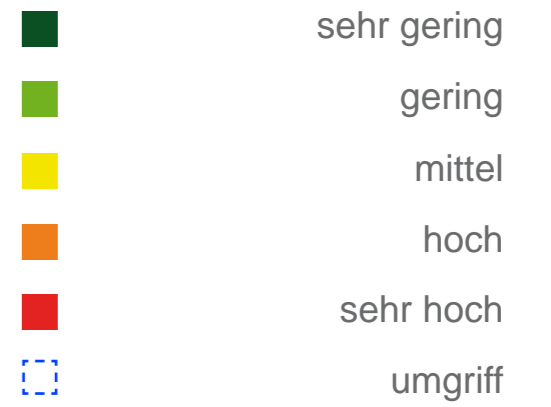 sehr gering
gering
mittel
hoch
sehr hoch
umgriff